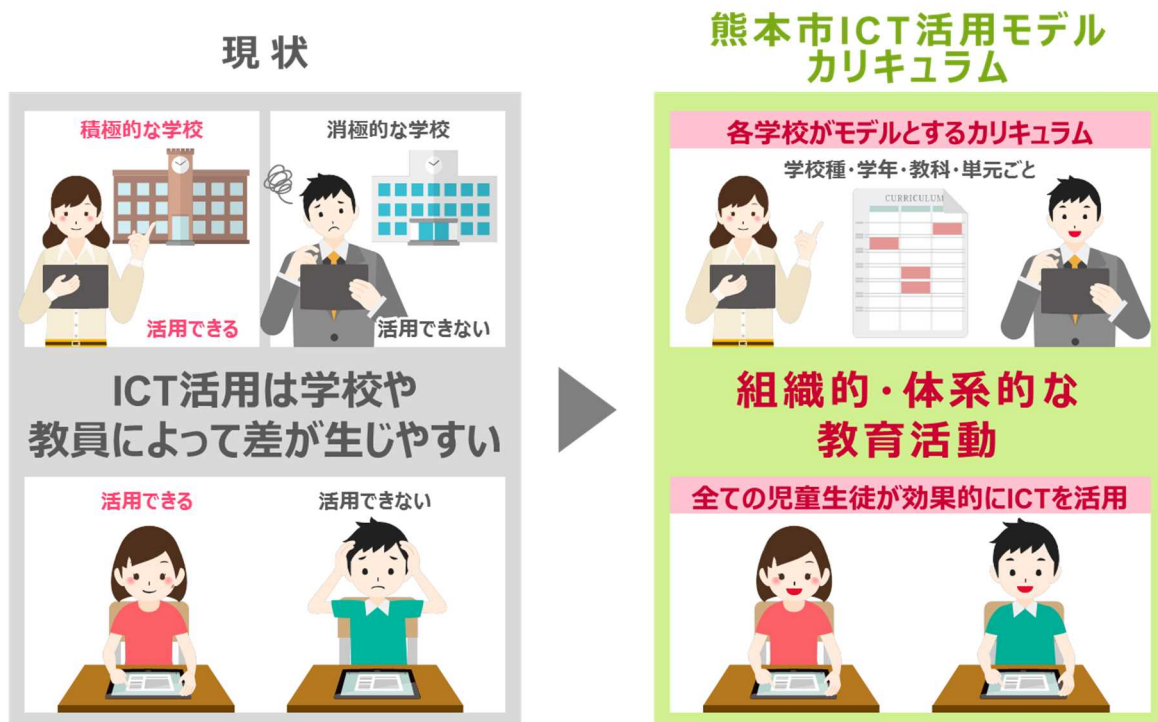 現状
積極的な学校
消極的な学校
活用できる
活用できない
ICT活用は学校や
教員によって差が生じやすい
活用できる
活用できない
熊本市ICT活用モデル
カリキュラム
各学校がモデルとするカリキュラム
学校種・学年・教科・単元ごと
CURRICULUM
組織的・体系的な
教育活動
全ての児童生徒が効果的にICTを活用